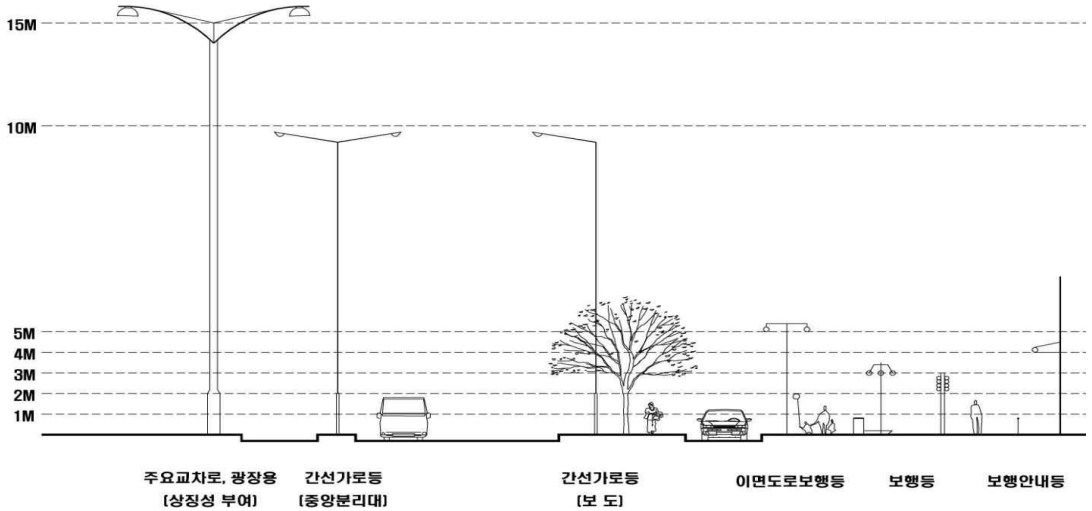 15M
10M
5M
4M
3M
2M
1M
주요교차로, 광장용
(상징성 부여)
간선가로등
(중앙분리대)
간선가로등
(보 도)
이면도로보행등
보행등
보행안내등